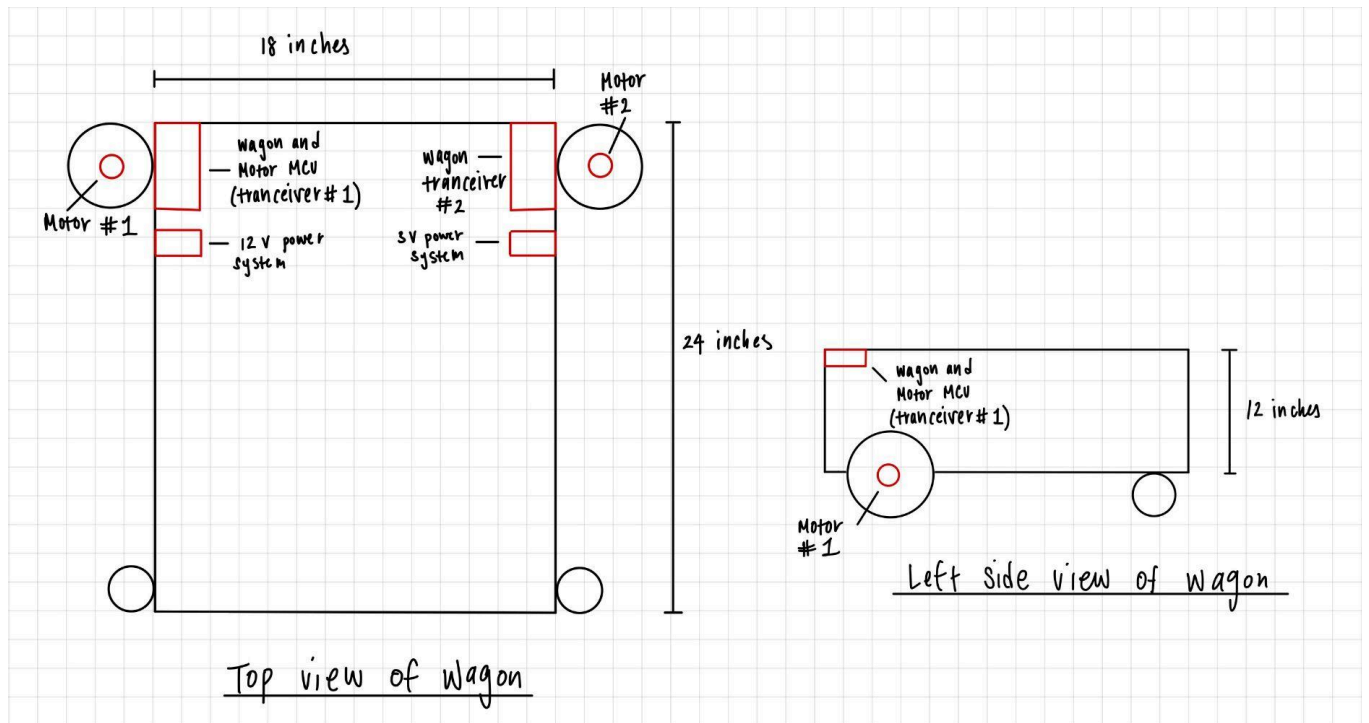 18 inches
Motor
#2
wagon and
Motor MCU
(tranceiver #1)
wagon
tranceiver
#2
Motor #1
12 V power
system
3V power
system
24 inches
Top view of wagon
wagon and
Motor MCU
(tranceiver #1)
12 inches
Motor
#1
Left side view of wagon